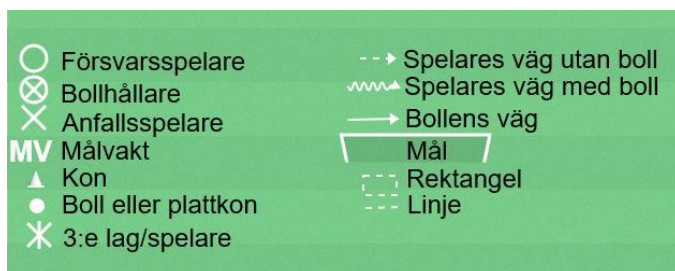 Försvarsspelare
Bollhållare
Anfallsspelare
MV Målvakt
Kon
Boll eller plattkon
3:e lag/spelare
Spelares väg utan boll
Spelares väg med boll
Bollens väg
Mål
Rektangel
Linje